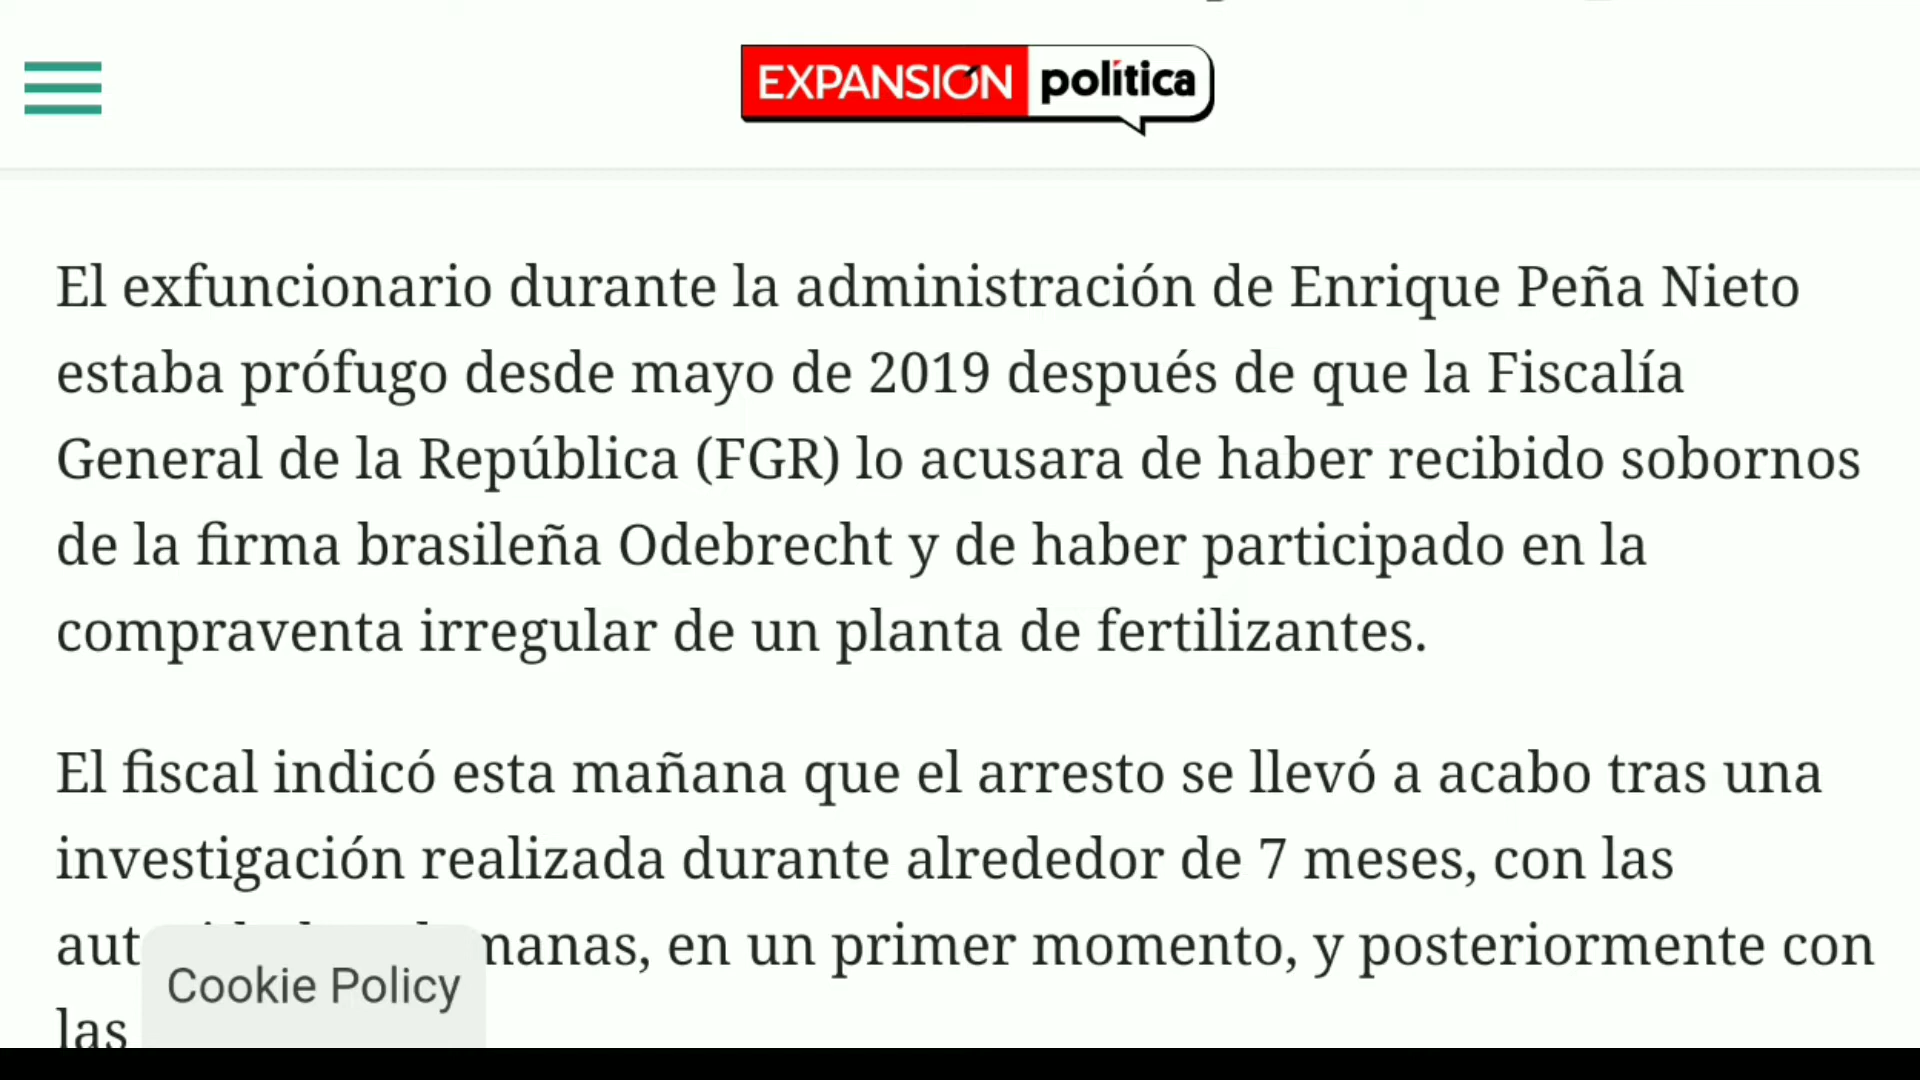 EXPANSIÓN política
El exfuncionario durante la administración de Enrique Peña Nieto
estaba prófugo desde mayo de 2019 después de que la Fiscalía
General de la República (FGR) lo acusara de haber recibido sobornos
de la firma brasileña Odebrecht y de haber participado en la
compraventa irregular de un planta de fertilizantes.
El fiscal indicó esta mañana que el arresto se llevó a acabo tras una
investigación realizada durante alrededor de 7 meses, con las
en un primer momento, y posteriormente con
las
Cookie Policy